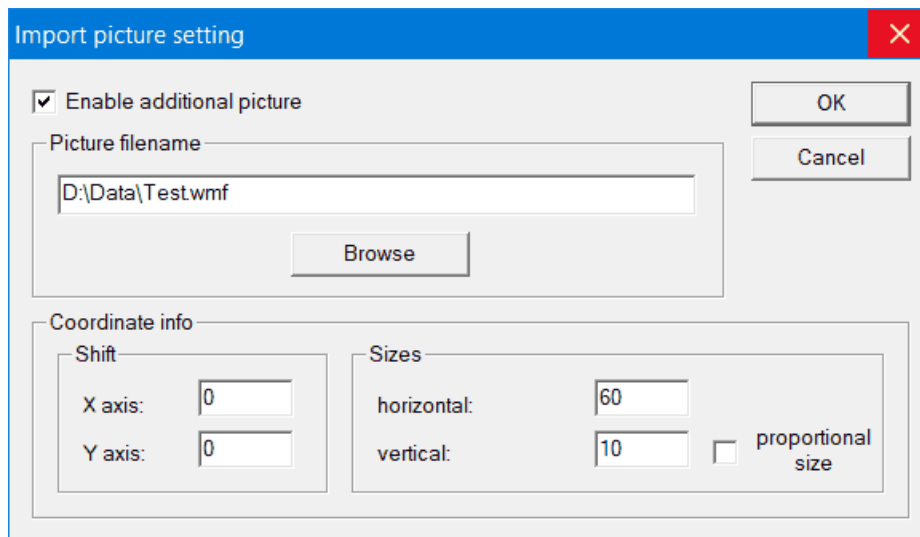 Import picture setting
Enable additional picture
OK
Picture filename
Cancel
D:\Data\Test.wmf
Browse
Coordinate info
Shift
X axis: 0
Y axis: 0
Sizes
horizontal: 60
vertical: 10
proportional
size